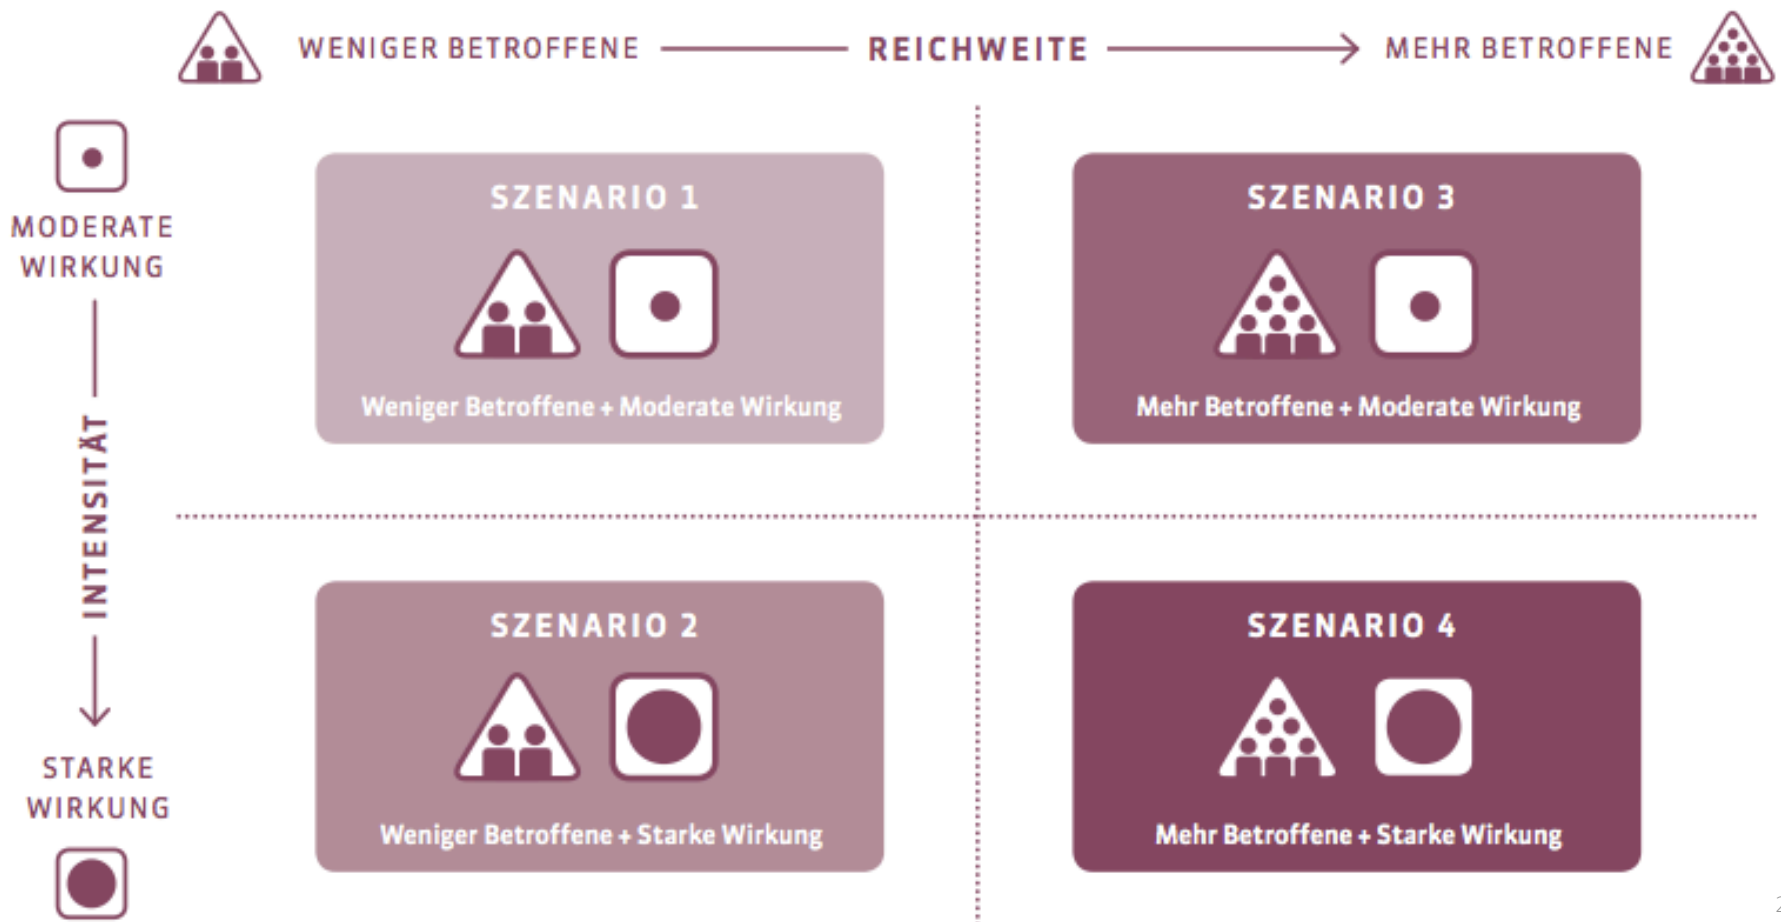 WENIGER BETROFFENE
REICHWEITE
MEHR BETROFFENE
MODERATE
WIRKUNG
INTENSITÄT
STARKE
WIRKUNG
SZENARIO 1
Weniger Betroffene + Moderate Wirkung
SZENARIO 3
Mehr Betroffene + Moderate Wirkung
SZENARIO 2
Weniger Betroffene + Starke Wirkung
SZENARIO 4
Mehr Betroffene + Starke Wirkung